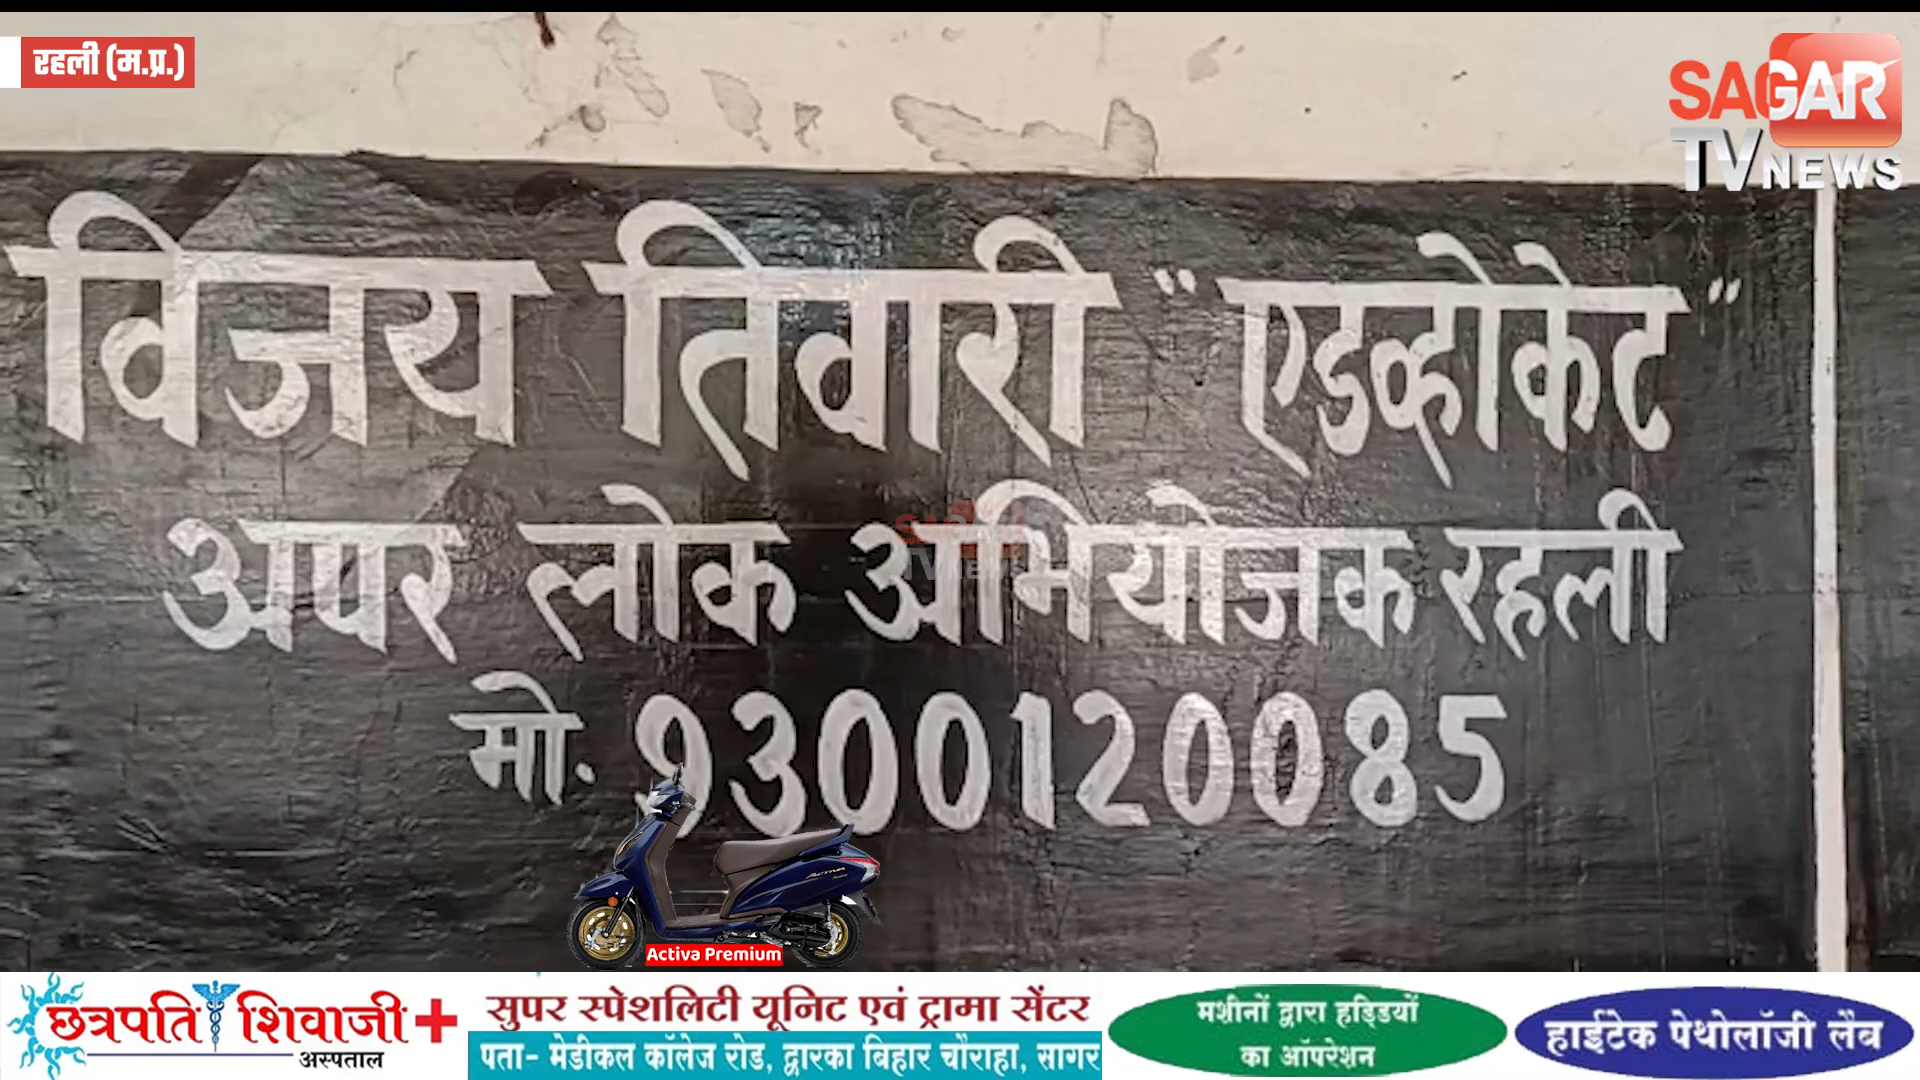 रहली (म.प्र.)
SAGAR
TV NEWS
विजय तिवारी "एडव्होकेट"
अपर लोक अभियोजक रहली
मो. 9300120085
Activa Premium
छत्रपति शिवाजी +
अस्पताल
सुपर स्पेशलिटी यूनिट एवं ट्रामा सेंटर
पता- मेडीकल कॉलेज रोड, द्वारका बिहार चौराहा, सागर
मशीनों द्वारा हड्डियों
का ऑपरेशन
हाईटेक पेथोलॉजी लैब